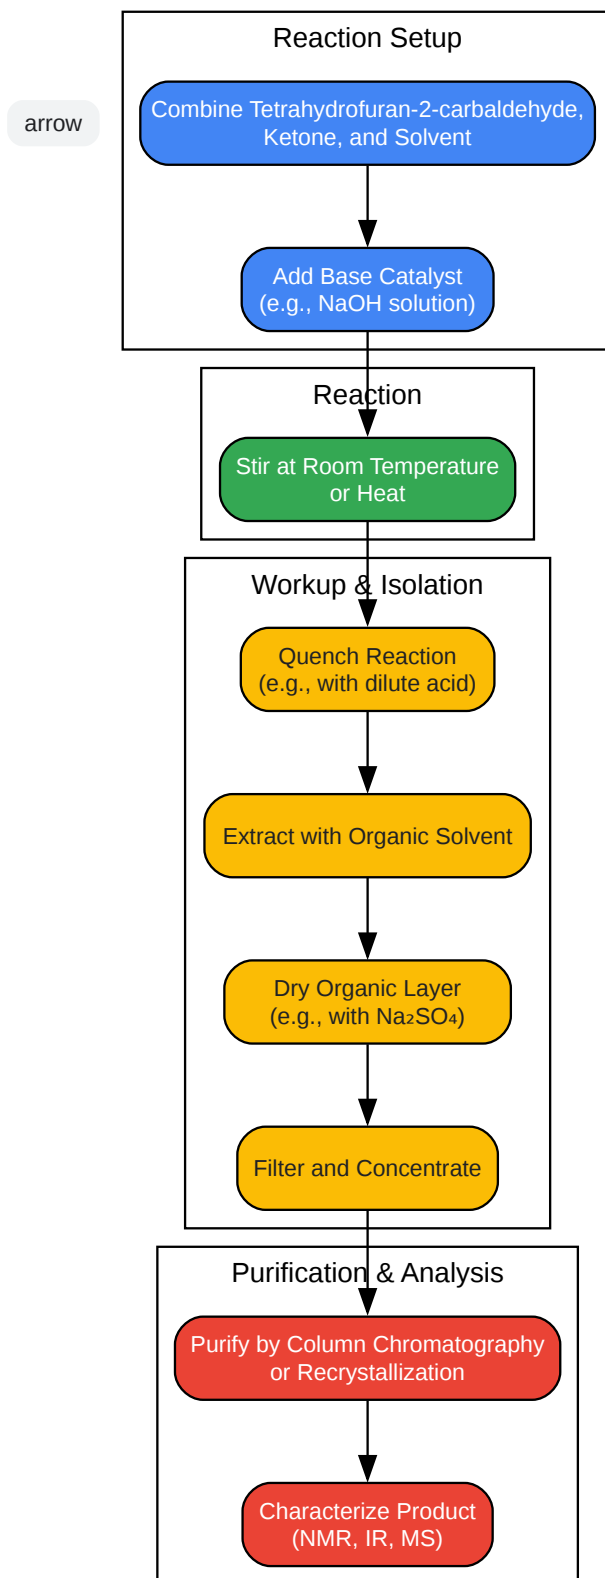 Reaction Setup
arrow
Combine Tetrahydrofuran-2-carbaldehyde,
Ketone, and Solvent
Add Base Catalyst
(e.g., NaOH solution)
Reaction
Stir at Room Temperature
or Heat
Workup & Isolation
Quench Reaction
(e.g., with dilute acid)
Extract with Organic Solvent
Dry Organic Layer
(e.g., with Na₂SO₄)
Filter and Concentrate
Purification & Analysis
Purify by Column Chromatography
or Recrystallization
Characterize Product
(NMR, IR, MS)